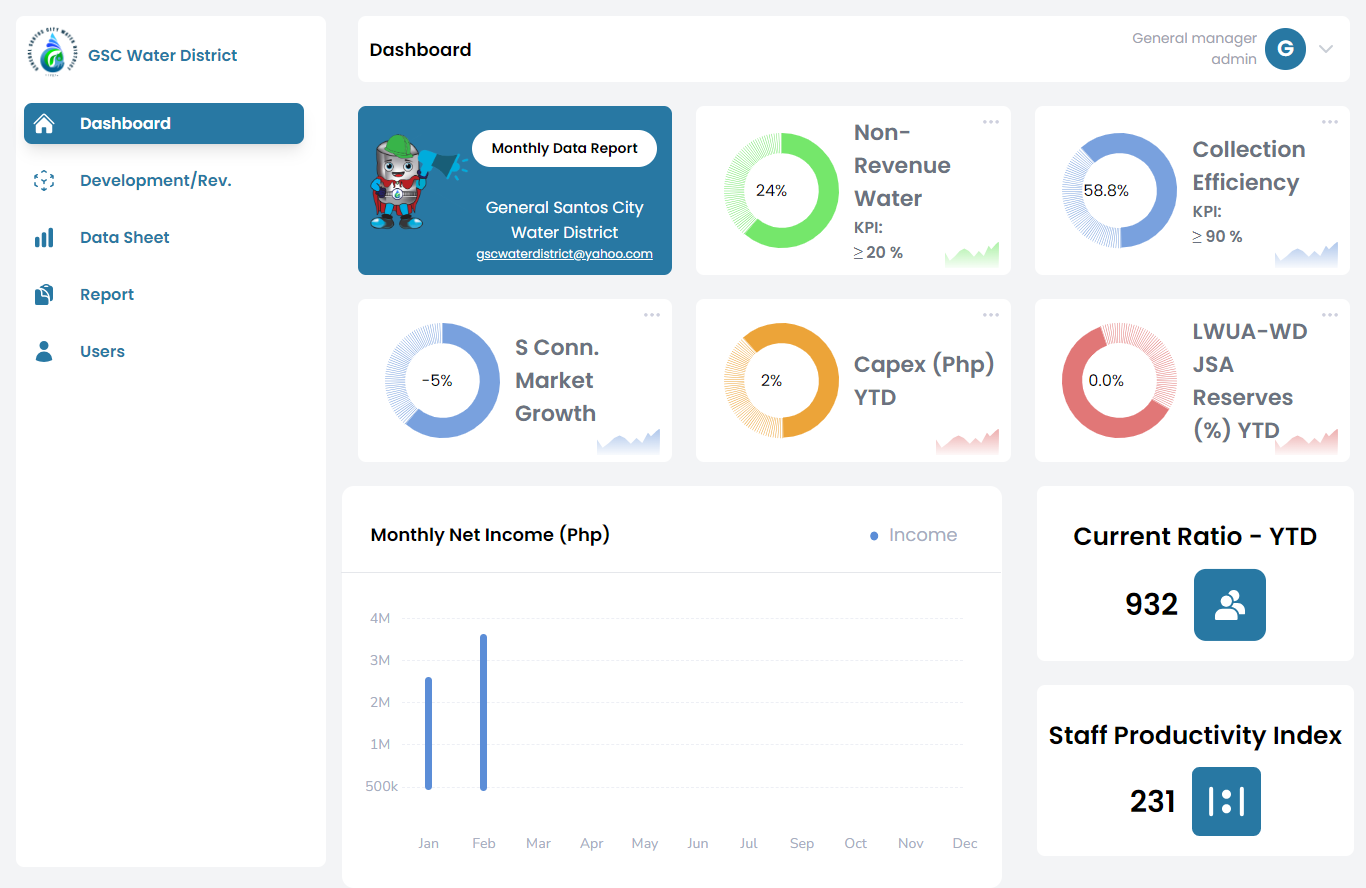 GSC Water District
Dashboard
Development/Rev.
Data Sheet
Report
Users
Dashboard
General manager
admin
G
Monthly Data Report
General Santos City
Water District
gscwaterdistrict@yahoo.com
24%
Non-
Revenue
Water
KPI:
≥ 20 %
58.8%
Collection
Efficiency
KPI:
≥ 90 %
-5%
S Conn.
Market
Growth
2%
Capex (Php)
YTD
0.0%
LWUA-WD
JSA
Reserves
(%) YTD
Monthly Net Income (Php)
Income
4M
3M
2M
1M
500k
Jan Feb Mar Apr May Jun Jul Sep Oct Nov Dec
Current Ratio - YTD
932
Staff Productivity Index
231